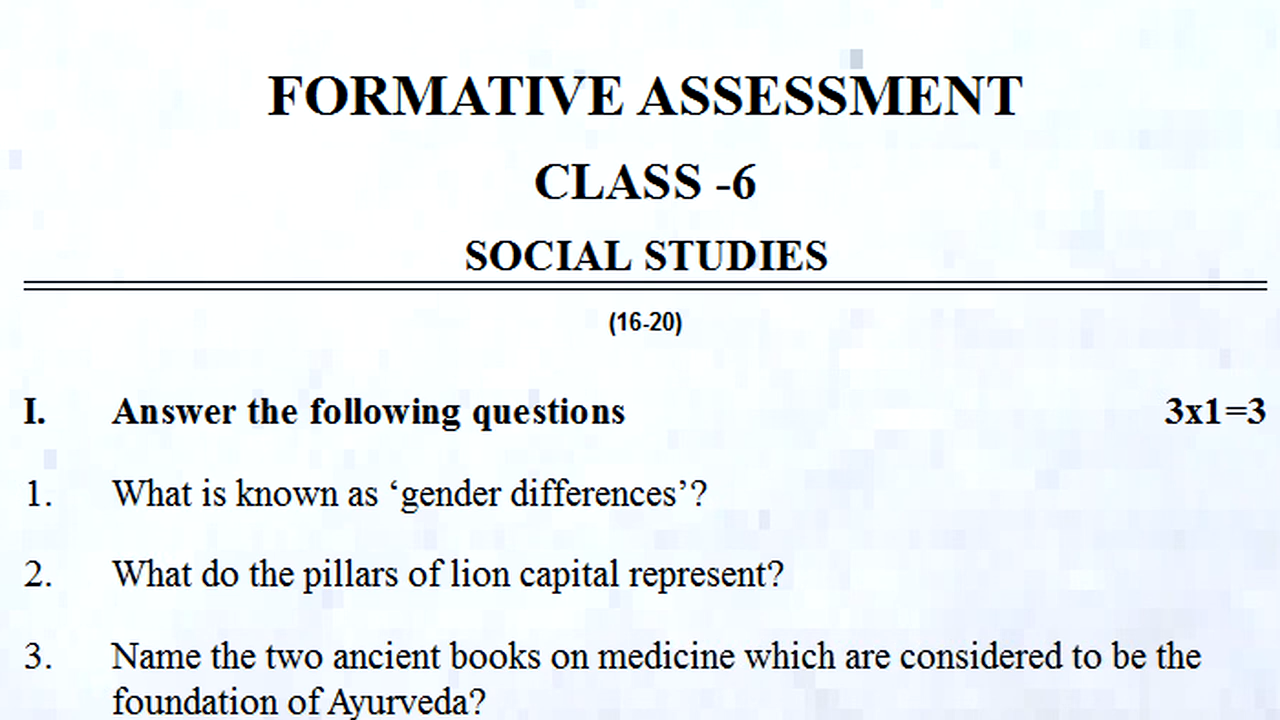 FORMATIVE ASSESSMENT
CLASS -6
SOCIAL STUDIES
(16-20)
I. Answer the following questions 3x1=3
1. What is known as ‘gender differences’?
2. What do the pillars of lion capital represent?
3. Name the two ancient books on medicine which are considered to be the
foundation of Ayurveda?